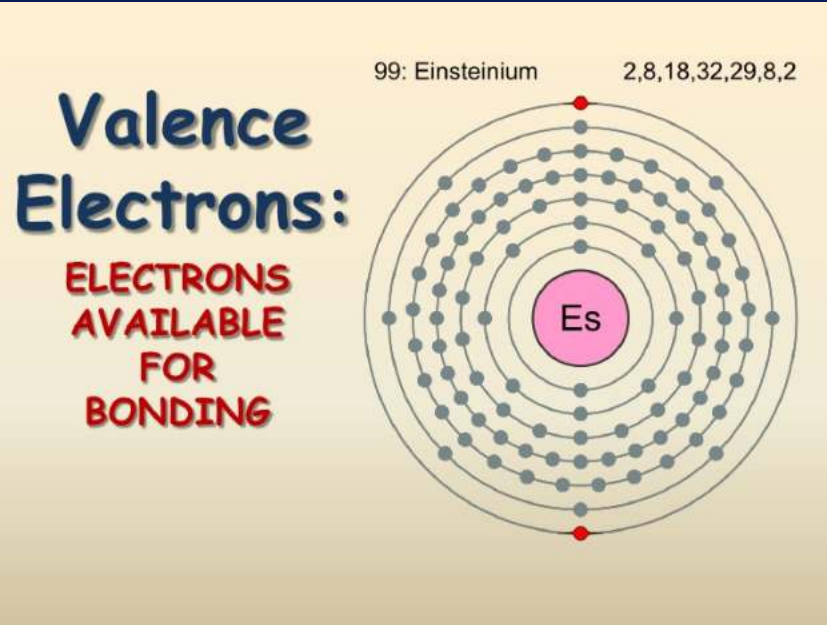 Valence
Electrons:
ELECTRONS
AVAILABLE
FOR
BONDING
99: Einsteinium 2,8,18,32,29,8,2
Es